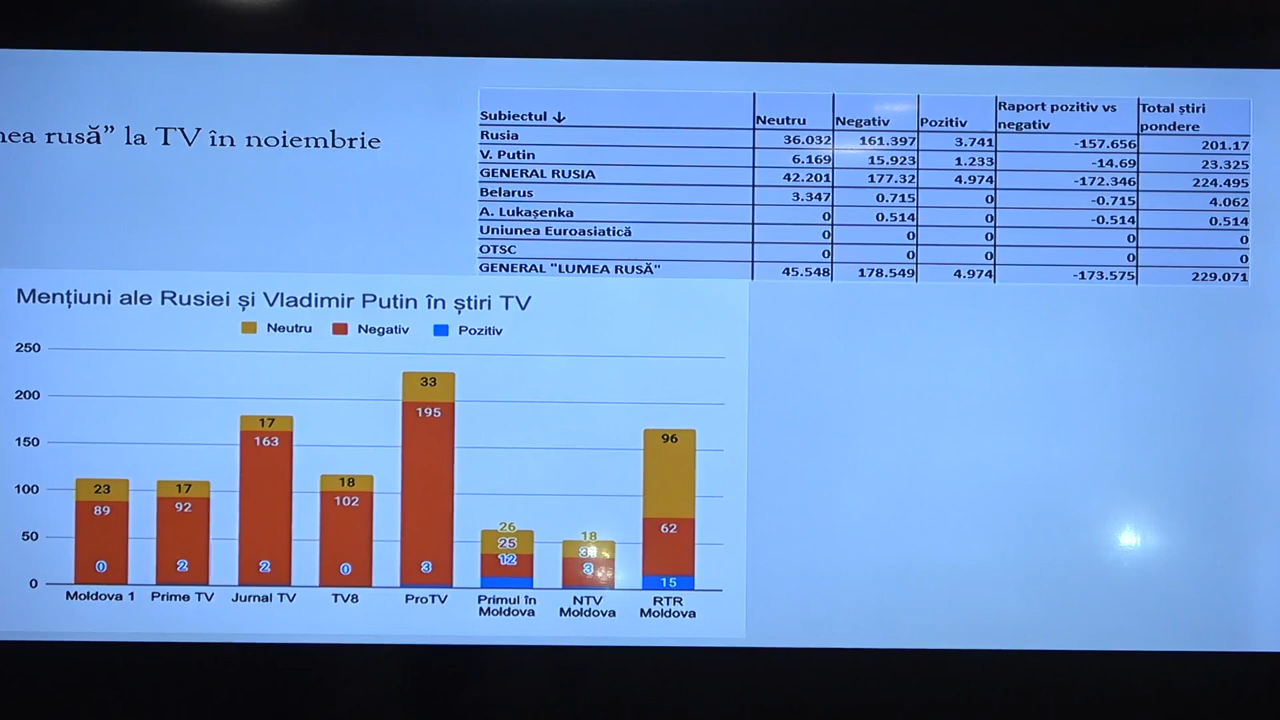 rusă” la TV în noiembrie
Subiectul ↓ Neutru Negativ Pozitiv Raport pozitiv vs negativ Total știri pondere
Rusia 36.032 161.397 3.741 -157.656 201.17
V. Putin 6.169 15.923 1.233 -14.69 23.325
GENERAL RUSIA 42.201 177.32 4.974 -172.346 224.495
Belarus 3.347 0.715 0 -0.715 4.062
A. Lukașenka 0 0.514 0 -0.514 0.514
Uniunea Euroasiatică 0 0 0 0 0
OTSC 0 0 0 0 0
GENERAL "LUMEA RUSĂ" 45.548 178.549 4.974 -173.575 229.071
Mențiuni ale Rusiei și Vladimir Putin în știri TV
Neutru Negativ Pozitiv
250
200
150
100
50
0
23 17 17 18 33 26 18 96
89 92 163 102 195 25 62
0 2 2 0 3 12 3 15
Moldova 1 Prime TV Jurnal TV TV8 ProTV Primul în Moldova NTV Moldova RTR Moldova